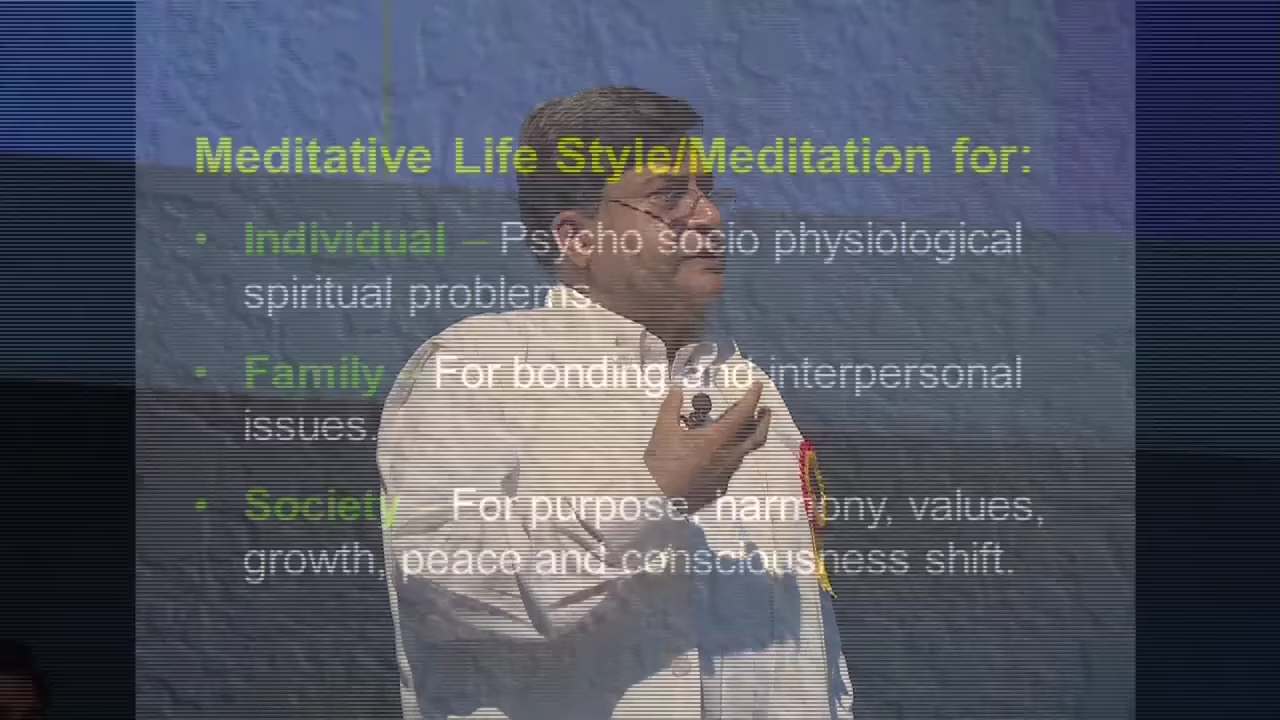 Meditative Life Style/Meditation for:
• Individual – Psycho socio physiological
spiritual problems.
• Family – For bonding and interpersonal
issues.
• Society – For purpose, harmony, values,
growth, peace and consciousness shift.